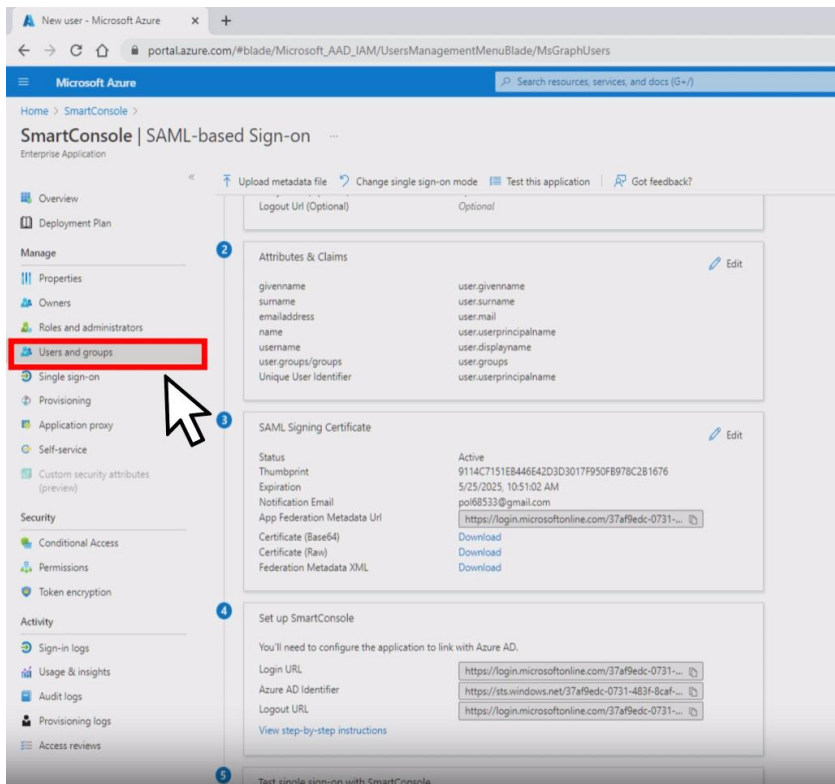 New user - Microsoft Azure
portal.azure.com/#blade/Microsoft_AAD_IAM/UsersManagementMenuBlade/MsGraphUsers
Microsoft Azure
Search resources, services, and docs (G+/)
Home > SmartConsole >
SmartConsole | SAML-based Sign-on ...
Enterprise Application
Upload metadata file Change single sign-on mode Test this application | Got feedback?
Overview
Deployment Plan
Manage
Properties
Owners
Roles and administrators
Users and groups
Single sign-on
Provisioning
Application proxy
Self-service
Custom security attributes
(preview)
Security
Conditional Access
Permissions
Token encryption
Activity
Sign-in logs
Usage & insights
Audit logs
Provisioning logs
Access reviews
Logout Url (Optional) Optional
2 Attributes & Claims Edit
givenname user.givenname
surname user.surname
emailaddress user.mail
name user.userprincipalname
username user.displayname
user.groups/groups user.groups
Unique User Identifier user.userprincipalname
3 SAML Signing Certificate Edit
Status Active
Thumbprint 9114C7151EB446E42D3D3017F950FB978C2B1676
Expiration 5/25/2025, 10:51:02 AM
Notification Email pol68533@gmail.com
App Federation Metadata Url https://login.microsoftonline.com/37af9edc-0731-...
Certificate (Base64) Download
Certificate (Raw) Download
Federation Metadata XML Download
4 Set up SmartConsole
You'll need to configure the application to link with Azure AD.
Login URL https://login.microsoftonline.com/37af9edc-0731-...
Azure AD Identifier https://sts.windows.net/37af9edc-0731-483f-8caf-...
Logout URL https://login.microsoftonline.com/37af9edc-0731-...
View step-by-step instructions
5 Test single sign-on with SmartConsole